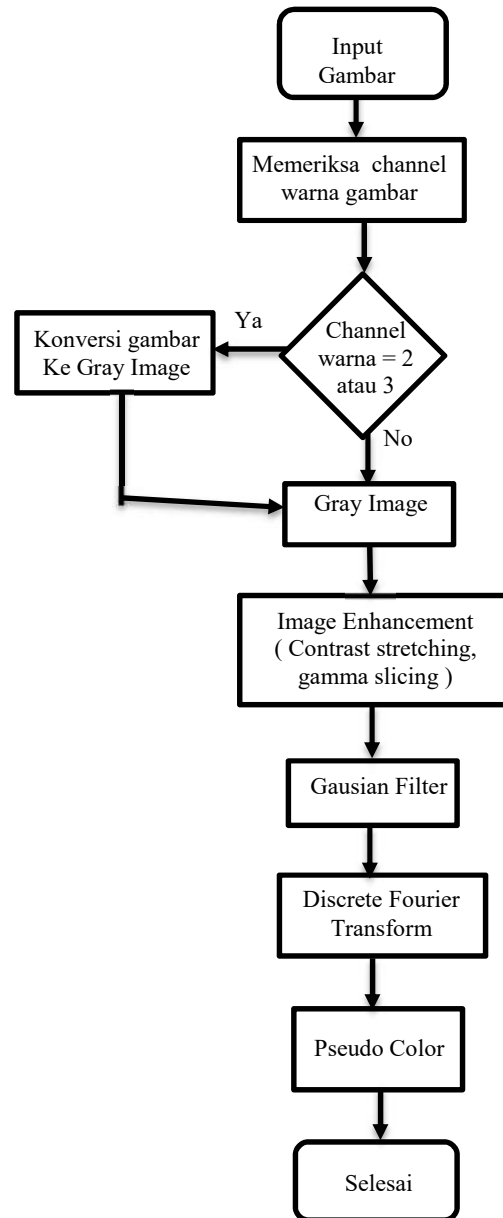 Input
Gambar
Memeriksa channel
warna gambar
Ya
Konversi gambar
Ke Gray Image
Channel
warna = 2
atau 3
No
Gray Image
Image Enhancement
( Contrast stretching,
gamma slicing )
Gausian Filter
Discrete Fourier
Transform
Pseudo Color
Selesai